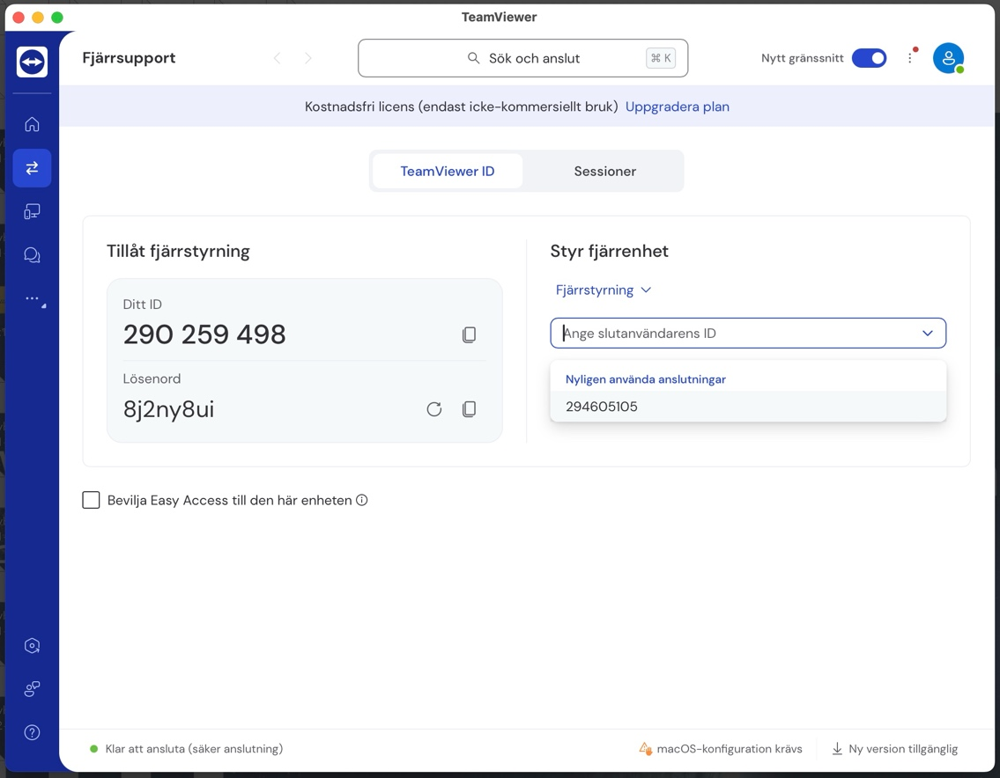 TeamViewer
Fjärrsupport
Sök och anslut
⌘ K
Nytt gränssnitt
Kostnadsfri licens (endast icke-kommersiellt bruk) Uppgradera plan
TeamViewer ID
Sessioner
Tillåt fjärrstyrning
Ditt ID
290 259 498
Lösenord
8j2ny8ui
Styr fjärrenhet
Fjärrstyrning
Ange slutanvändarens ID
Nyligen använda anslutningar
294605105
Bevilja Easy Access till den här enheten
Klar att ansluta (säker anslutning)
macOS-konfiguration krävs
Ny version tillgänglig